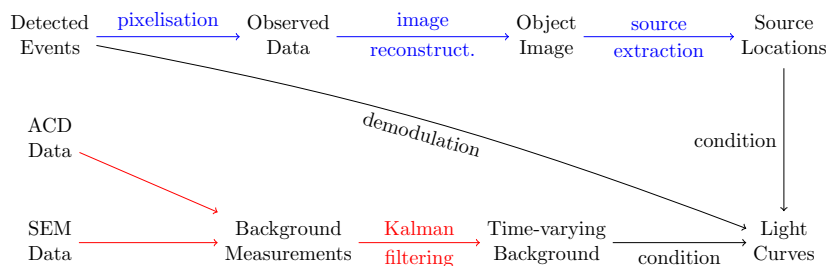 Detected
Events
pixelisation
Observed
Data
image
reconstruct.
Object
Image
source
extraction
Source
Locations
demodulation
condition
ACD
Data
SEM
Data
Background
Measurements
Kalman
filtering
Time-varying
Background
condition
Light
Curves